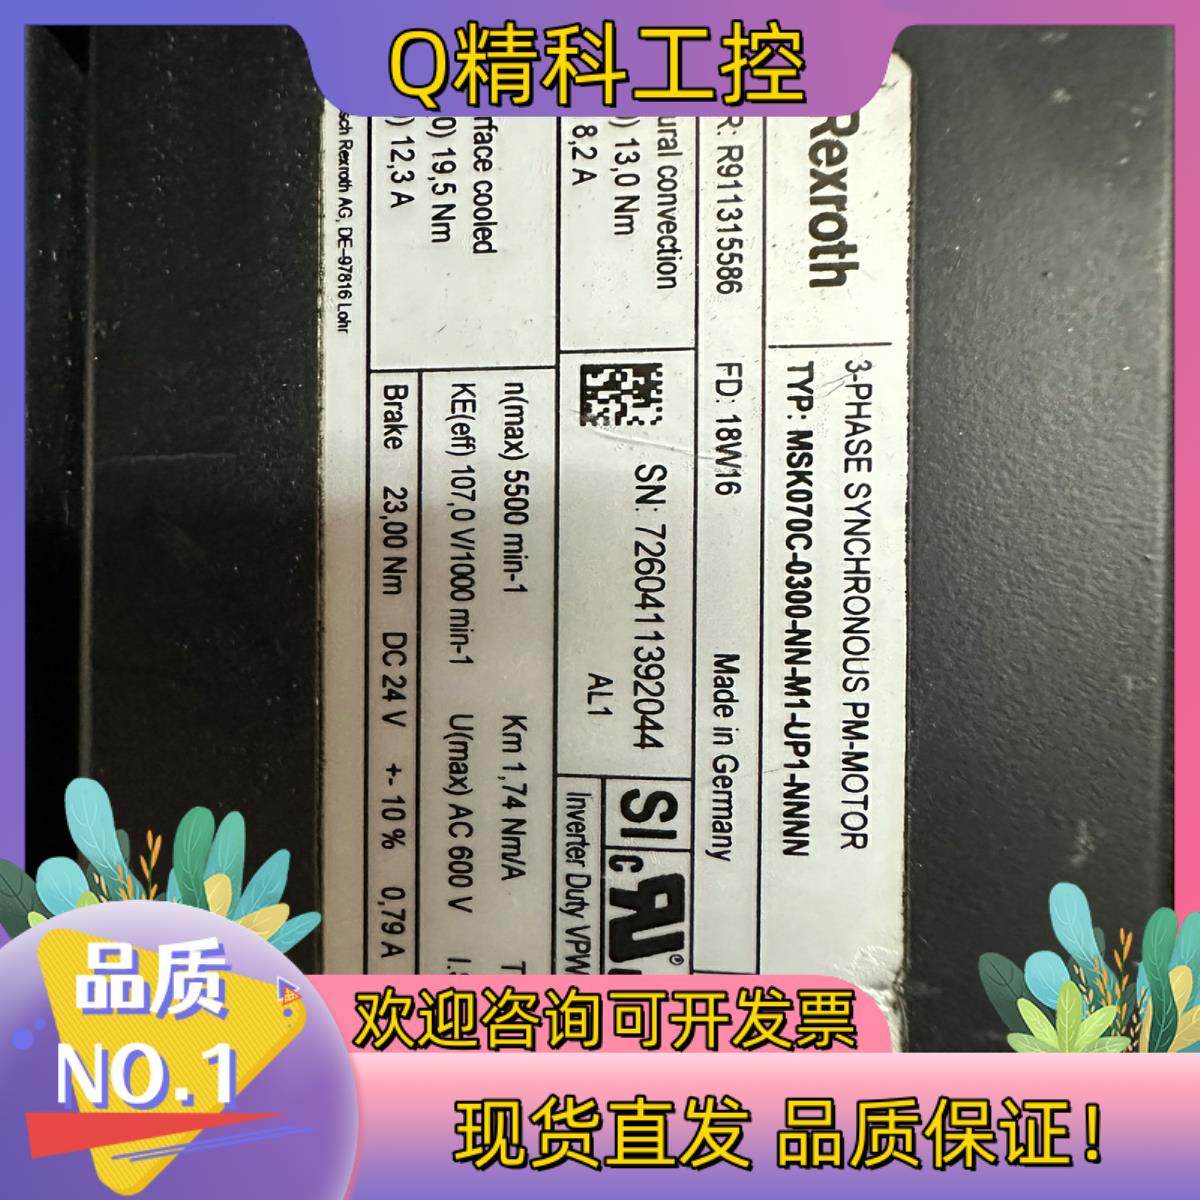 Q精科工控
Rexroth
3-PHASE SYNCHRONOUS PM-MOTOR
TYP: MSK070C-0300-NN-M1-UP1-NNNN
R: R911315586 FD: 18W16 Made in Germany
ural convection
) 13,0 Nm
8,2 A
SN: 7260411392044
AL1
SI
c
Inverter Duty VPW
rface cooled
0) 19,5 Nm
) 12,3 A
n(max) 5500 min-1 Km 1,74 Nm/A T
KE(eff) 107,0 V/1000 min-1 U(max) AC 600 V I.
Brake 23,00 Nm DC 24 V +- 10 % 0,79 A
sch Rexroth AG, DE-97816 Lohr
品质
NO.1
欢迎咨询可开发票
现货直发 品质保证！